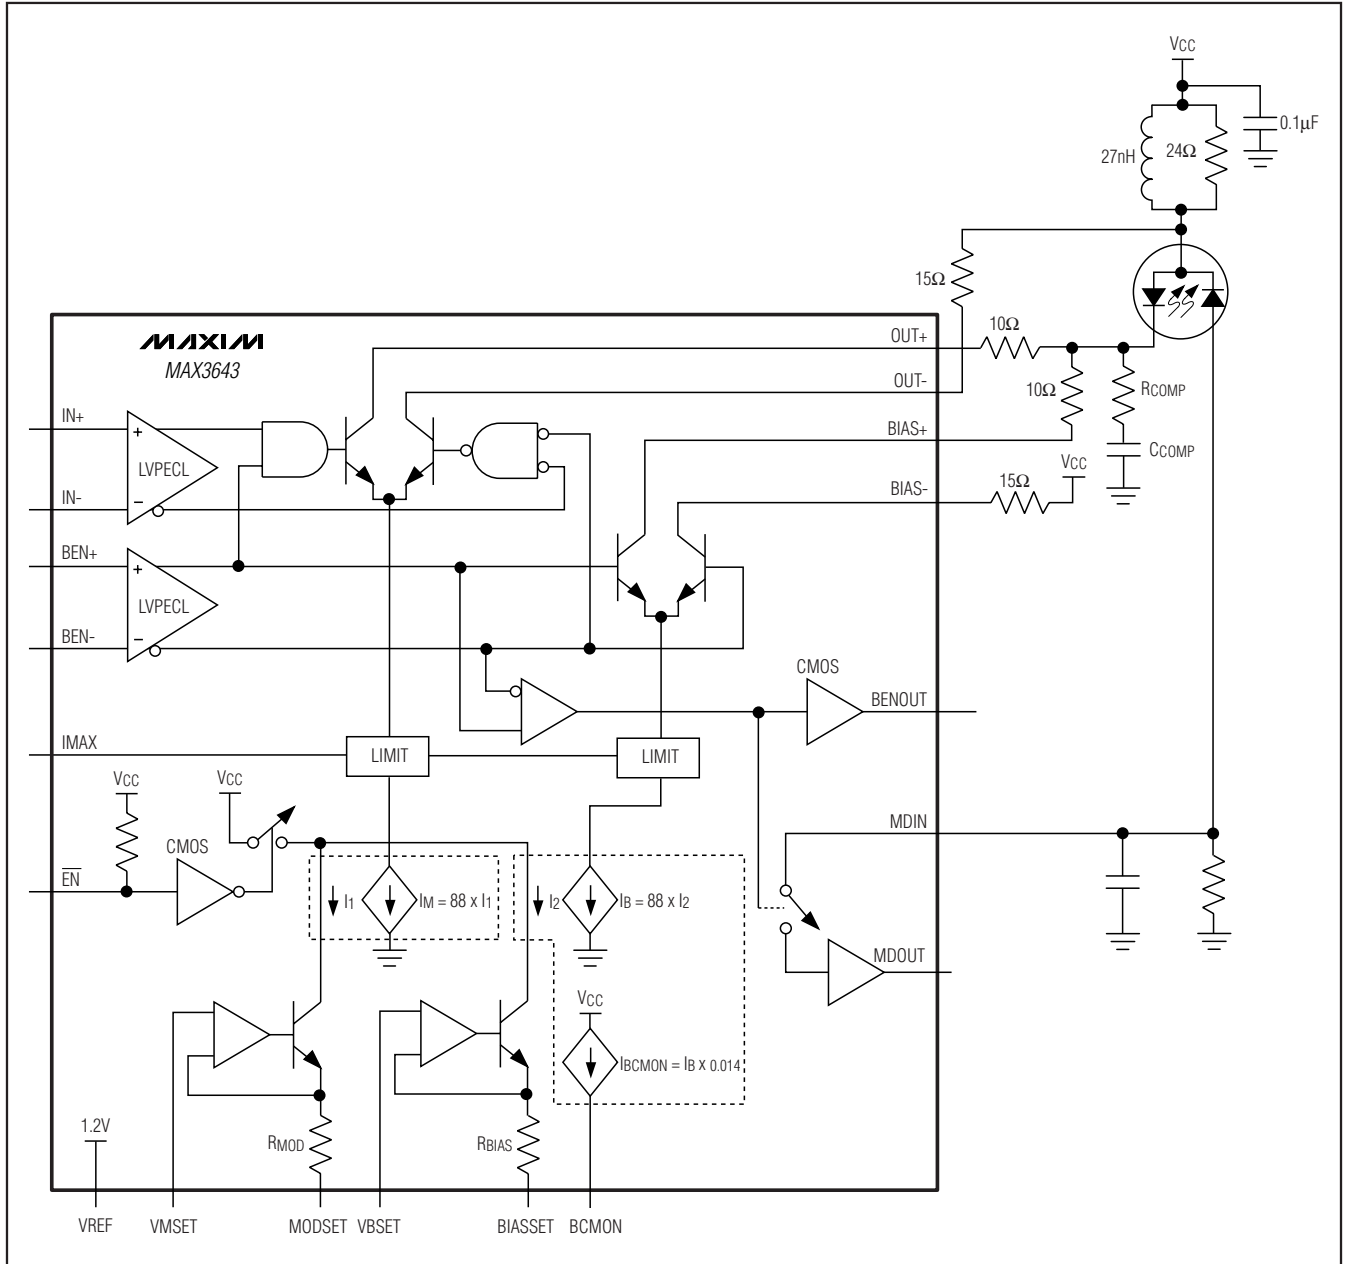 VCC
0.1µF
27nH
24Ω
15Ω
MAXIM
MAX3643
OUT+
10Ω
OUT-
10Ω
RCOMP
IN+
BIAS+
CCOMP
VCC
+
LVPECL
-
IN-
BIAS-
15Ω
BEN+
+
LVPECL
-
BEN-
CMOS
BENOUT
IMAX
LIMIT
LIMIT
VCC
VCC
MDIN
CMOS
EN
I1
IM = 88 x I1
I2
IB = 88 x I2
MDOUT
VCC
IBCMON = IB x 0.014
1.2V
RMOD
RBIAS
VREF
VMSET
MODSET
VBSET
BIASSET
BCMON